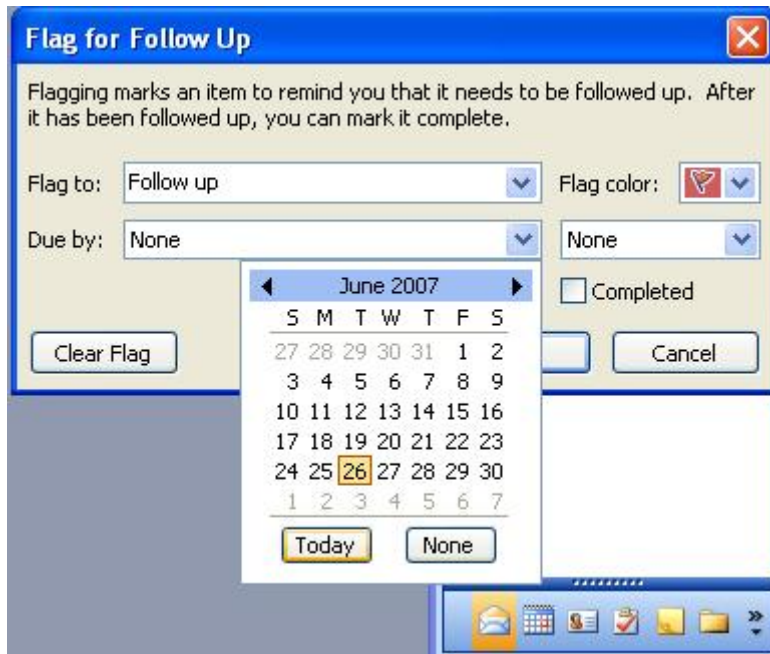 Flag for Follow Up
Flagging marks an item to remind you that it needs to be followed up. After
it has been followed up, you can mark it complete.
Flag to: Follow up Flag color:
Due by: None None
June 2007 Completed
S M T W T F S
Clear Flag 27 28 29 30 31 1 2 Cancel
3 4 5 6 7 8 9
10 11 12 13 14 15 16
17 18 19 20 21 22 23
24 25 26 27 28 29 30
1 2 3 4 5 6 7
Today None